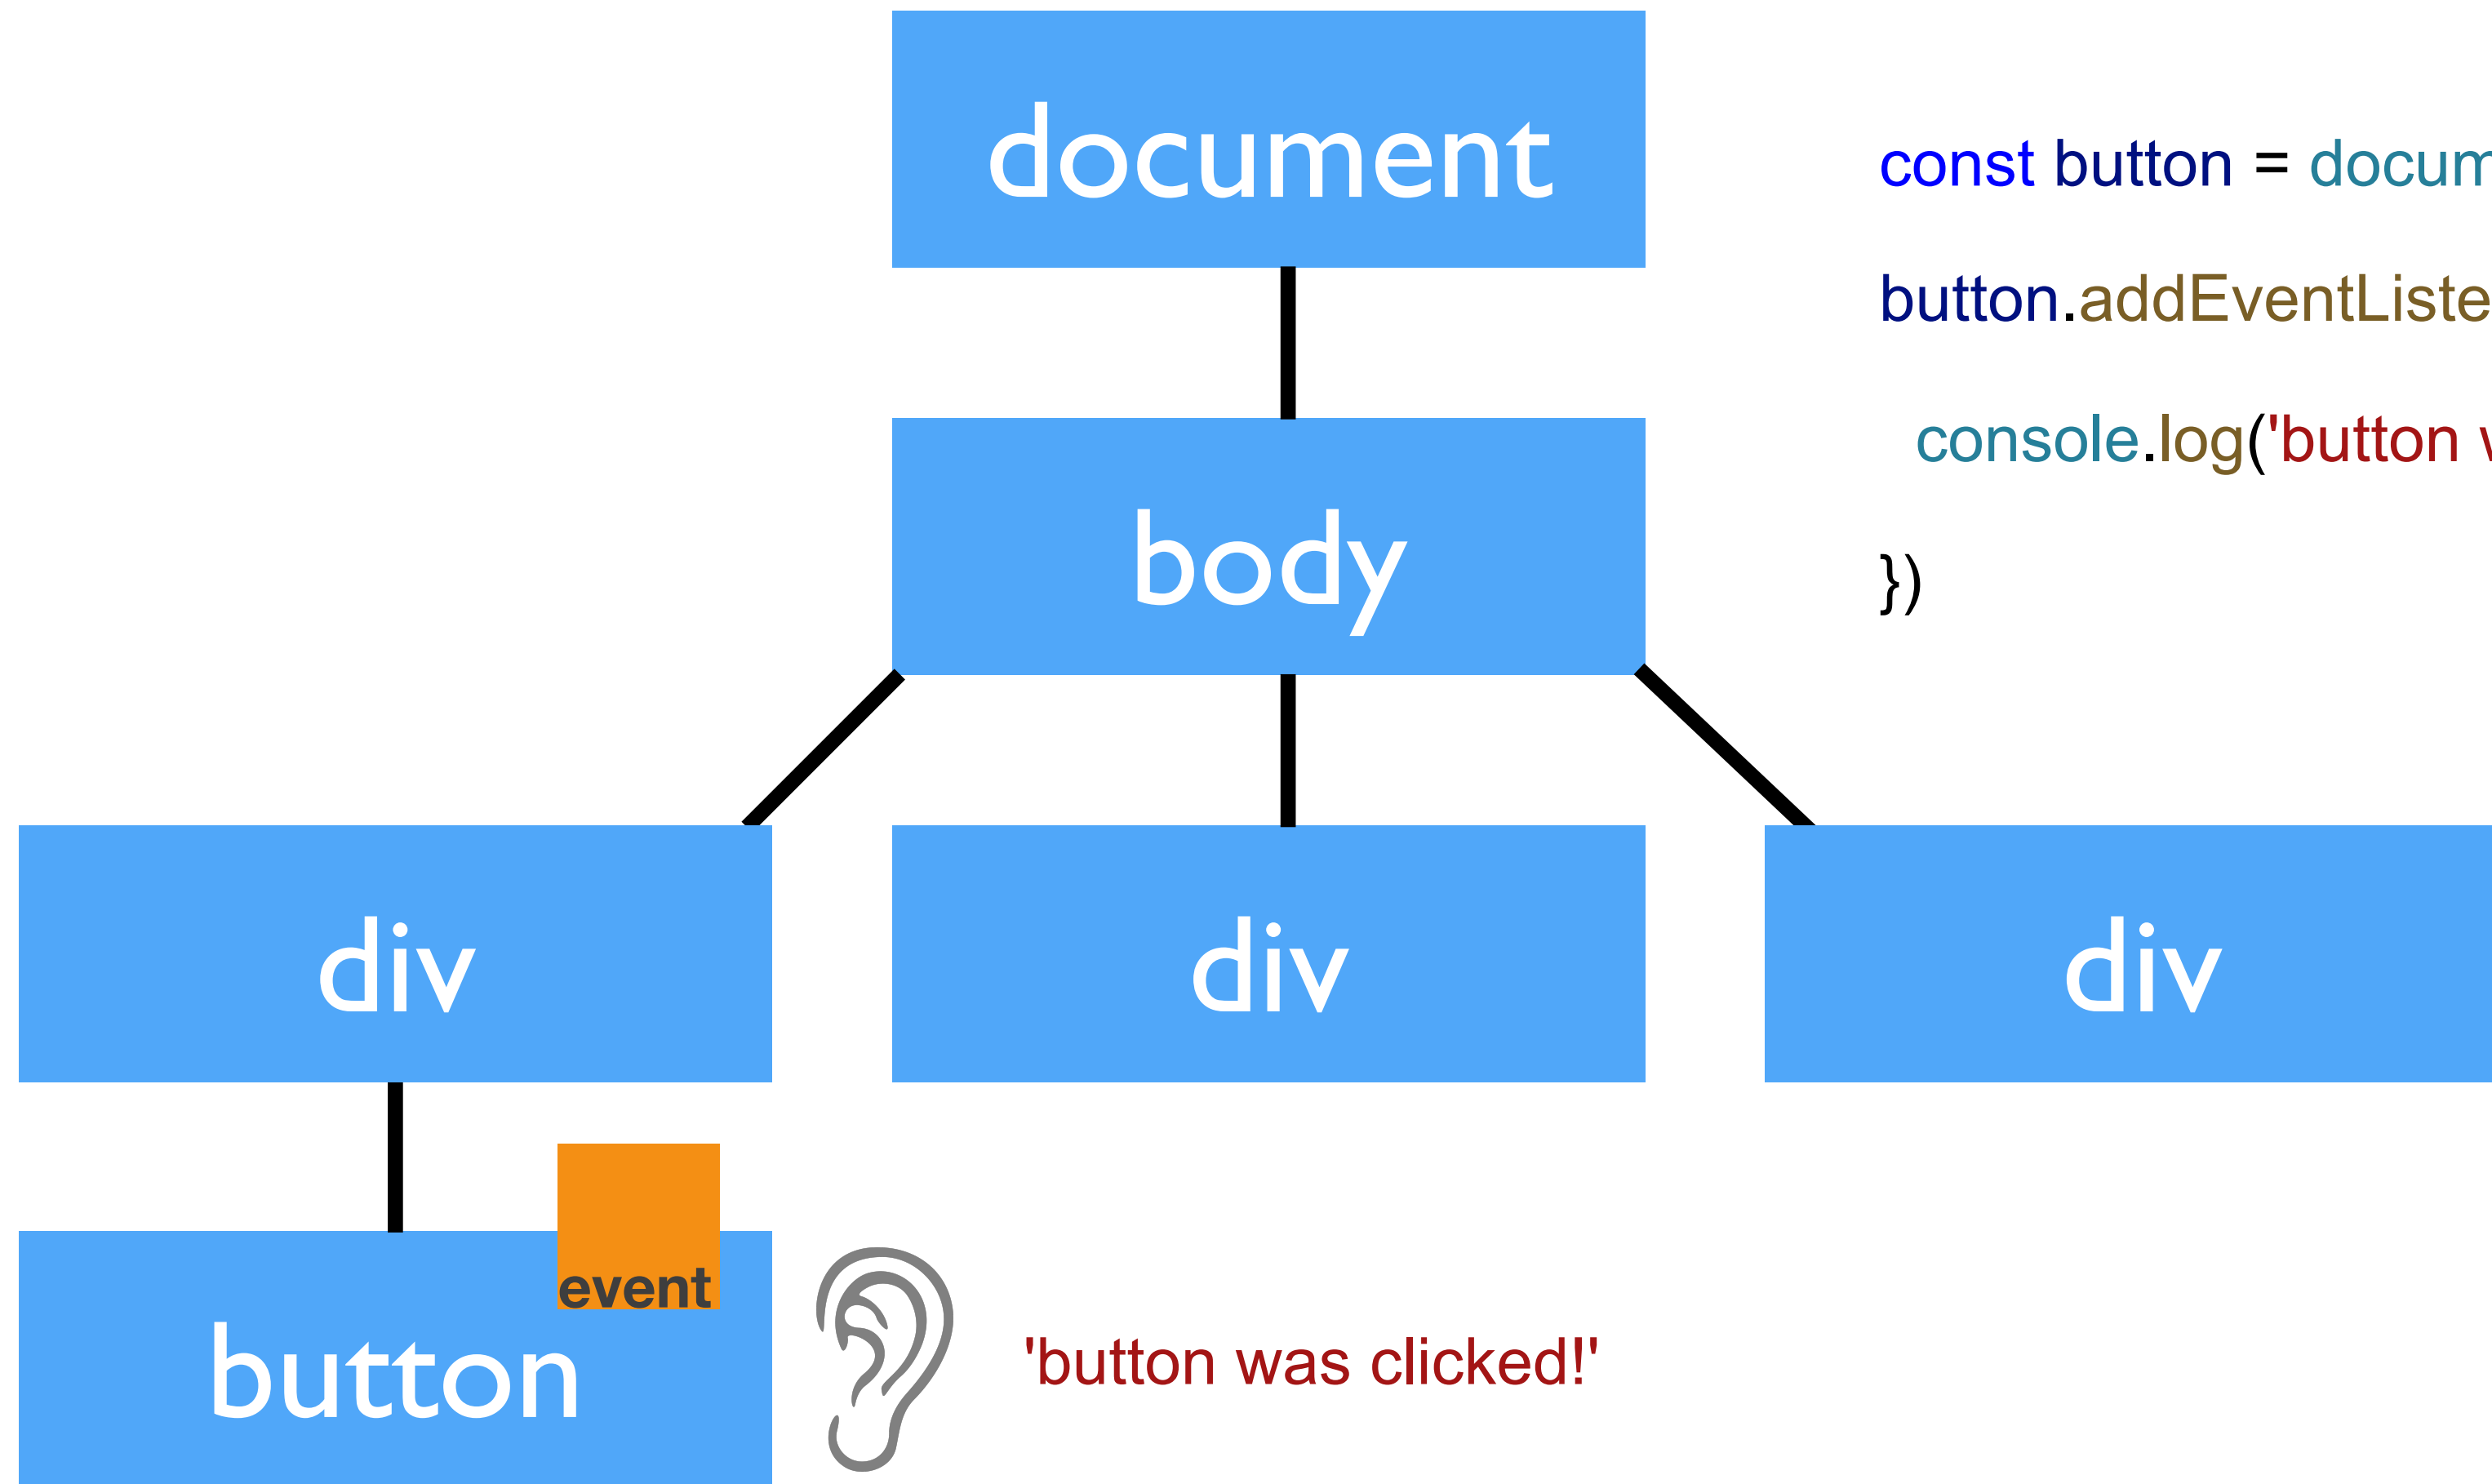 document
const button = docum
button.addEventListe
console.log('button
})
body
div
div
div
event
button
'button was clicked!'